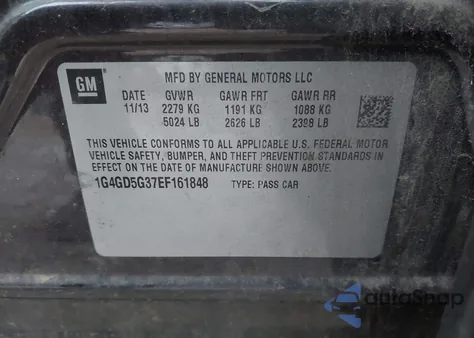 GM
MFD BY GENERAL MOTORS LLC
DATE GVWR GAWR FRT GAWR RR
11/13 2279 KG 1191 KG 1088 KG
5024 LB 2626 LB 2398 LB
THIS VEHICLE CONFORMS TO ALL APPLICABLE U.S. FEDERAL MOTOR
VEHICLE SAFETY, BUMPER, AND THEFT PREVENTION STANDARDS IN
EFFECT ON THE DATE OF MANUFACTURE SHOWN ABOVE.
1G4GD5G37EF161848 TYPE: PASS CAR
autoSnap